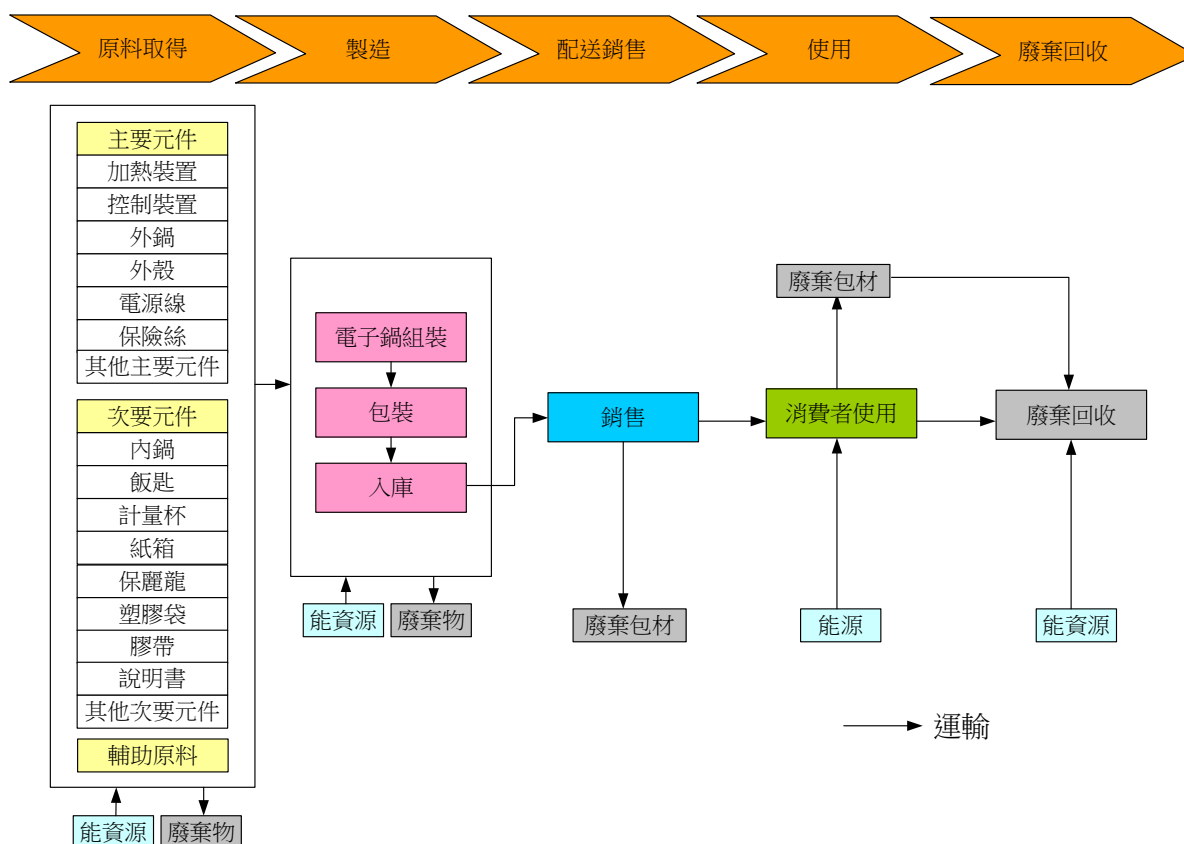 原料取得
製造
配送銷售
使用
廢棄回收
主要元件
加熱裝置
控制裝置
外鍋
外殼
電源線
保險絲
其他主要元件
次要元件
內鍋
飯匙
計量杯
紙箱
保麗龍
塑膠袋
膠帶
說明書
其他次要元件
輔助原料
能資源
廢棄物
電子鍋組裝
包裝
入庫
能資源
廢棄物
銷售
廢棄包材
廢棄包材
消費者使用
能源
廢棄回收
能資源
運輸